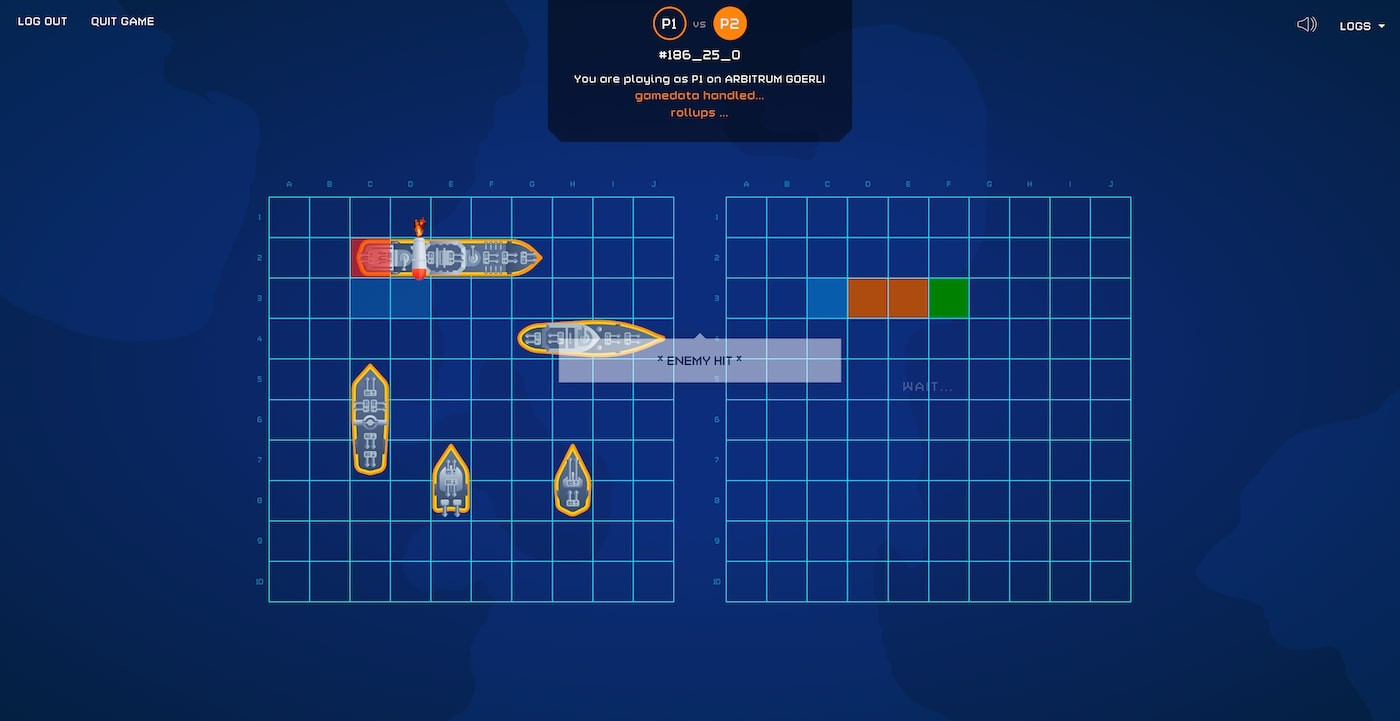 LOG OUT QUIT GAME
P1 vs P2
LOGS
#186_25_0
You are playing as P1 on ARBITRUM GOERLI
gamedata handled...
rollups ...
A B C D E F G H I J
A B C D E F G H I J
1 1
2 2
3 3
4 4
x ENEMY HIT x
5 5
WAIT...
6 6
7 7
8 8
9 9
10 10